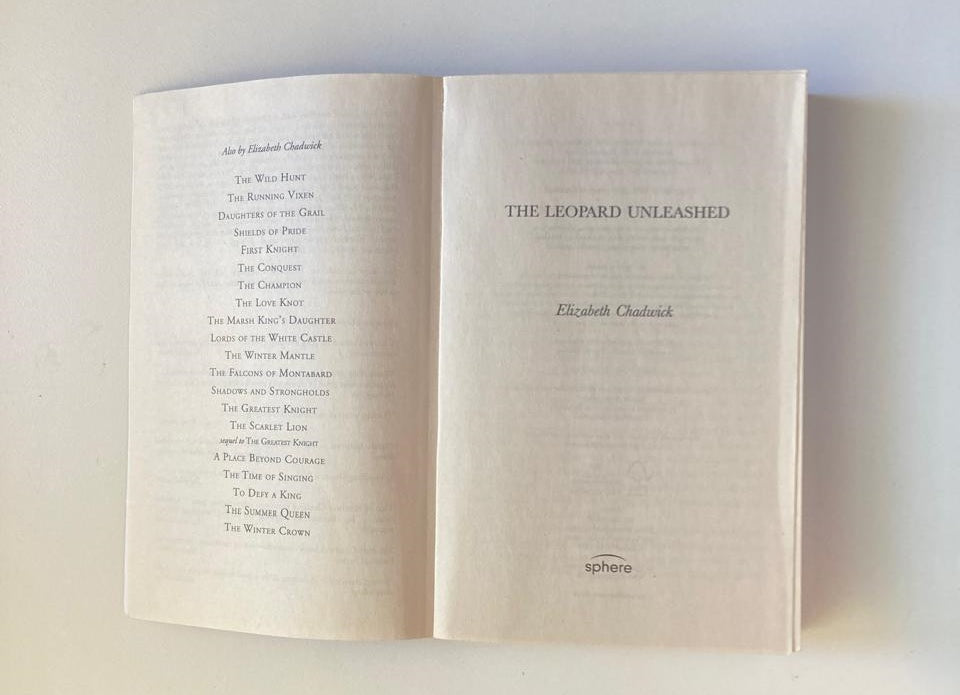 Also by Elizabeth Chadwick
THE WILD HUNT
THE RUNNING VIXEN
DAUGHTERS OF THE GRAIL
SHIELDS OF PRIDE
FIRST KNIGHT
THE CONQUEST
THE CHAMPION
THE LOVE KNOT
THE MARSH KING'S DAUGHTER
LORDS OF THE WHITE CASTLE
THE WINTER MANTLE
THE FALCONS OF MONTABARD
SHADOWS AND STRONGHOLDS
THE GREATEST KNIGHT
THE SCARLET LION
sequel to THE GREATEST KNIGHT
A PLACE BEYOND COURAGE
THE TIME OF SINGING
TO DEFY A KING
THE SUMMER QUEEN
THE WINTER CROWN
THE LEOPARD UNLEASHED
Elizabeth Chadwick
sphere